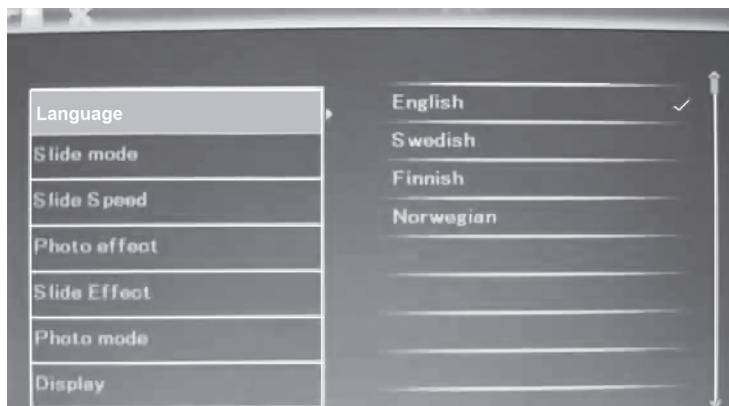 Language
Slide mode
Slide Speed
Photo effect
Slide Effect
Photo mode
Display
English
Swedish
Finnish
Norwegian